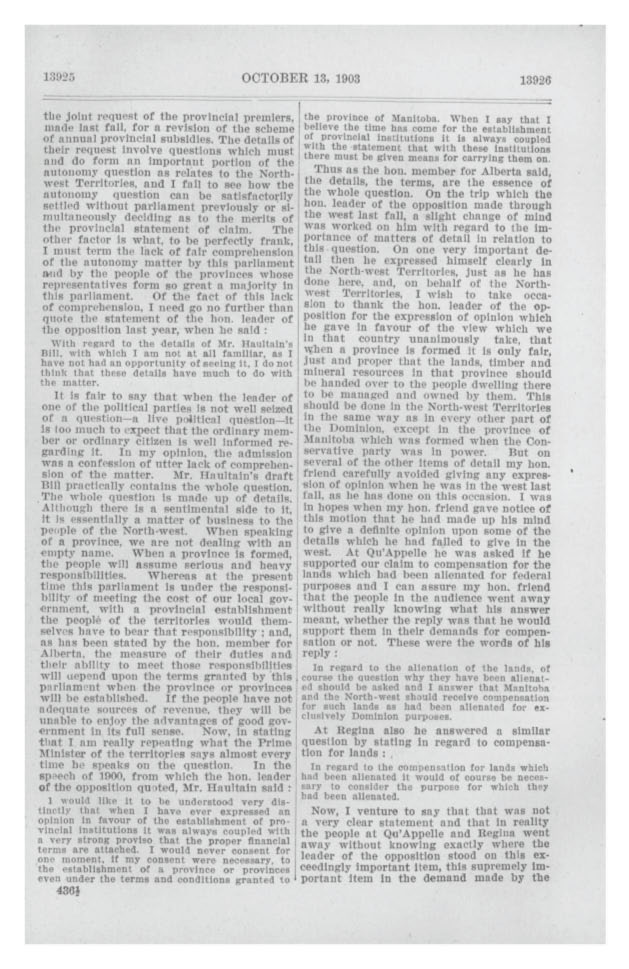 13925
OCTOBER 13, 1903
13926
the joint request of the provincial premiers,
made last fall, for a revision of the scheme
of annual provincial subsidies. The details of
their request involve questions which must
and do form an important portion of the
autonomy question as relates to the North-
west Territories, and I fail to see how the
autonomy question can be satisfactorily
settled without parliament previously or si-
multaneously deciding as to the merits of
the provincial statement of claim. The
other factor is what, to be perfectly frank,
I must term the lack of fair comprehension
of the autonomy matter by this parliament
and by the people of the provinces whose
representatives form so great a majority in
this parliament. Of the fact of this lack
of comprehension, I need go no further than
quote the statement of the hon. leader of
the opposition last year, when he said :
With regard to the details of Mr. Haultain's
Bill, with which I am not at all familiar, as I
have not had an opportunity of seeing it, I do not
think that these details have much to do with
the matter.
It is fair to say that when the leader of
one of the political parties is not well seized
of a question—a live political question—it
is too much to expect that the ordinary mem-
ber or ordinary citizen is well informed re-
garding it. In my opinion, the admission
was a confession of utter lack of comprehen-
sion of the matter. Mr. Haultain's draft
Bill practically contains the whole question.
The whole question is made up of details.
Although there is a sentimental side to it,
it is essentially a matter of business to the
people of the North-west. When speaking
of a province, we are not dealing with an
empty name. When a province is formed,
the people will assume serious and heavy
responsibilities. Whereas at the present
time this parliament is under the responsi-
bility of meeting the cost of our local gov-
ernment, with a provincial establishment
the people of the territories would them-
selves have to bear that responsibility ; and,
as has been stated by the hon. member for
Alberta, the measure of their duties and
their ability to meet those responsibilities
will depend upon the terms granted by this
parliament when the province or provinces
will be established. If the people have not
adequate sources of revenue, they will be
unable to enjoy the advantages of good gov-
ernment in its full sense. Now, in stating
that I am really repeating what the Prime
Minister of the territories says almost every
time he speaks on the question. In the
speech of 1900, from which the hon. leader
of the opposition quoted, Mr. Haultain said :
I would like it to be understood very dis-
tinctly that when I have ever expressed an
opinion in favour of the establishment of pro-
vincial institutions it was always coupled with
a very strong proviso that the proper financial
terms are attached. I would never consent for
one moment, if my consent were necessary, to
the establishment of a province or provinces
even under the terms and conditions granted to
436½
the province of Manitoba. When I say that I
believe the time has come for the establishment
of provincial institutions it is always coupled
with the statement that with these institutions
there must be given means for carrying them on.
Thus as the hon. member for Alberta said,
the details, the terms, are the essence of
the whole question. On the trip which the
hon. leader of the opposition made through
the west last fall, a slight change of mind
was worked on him with regard to the im-
portance of matters of detail in relation to
this question. On one very important de-
tail then he expressed himself clearly in
the North-west Territories, just as he has
done here, and, on behalf of the North-
west Territories, I wish to take occa-
sion to thank the hon. leader of the op-
position for the expression of opinion which
he gave in favour of the view which we
in that country unanimously take, that
when a province is formed it is only fair,
just and proper that the lands, timber and
mineral resources in that province should
be handed over to the people dwelling there
to be managed and owned by them. This
should be done in the North-west Territories
in the same way as in every other part of
the Dominion, except in the province of
Manitoba which was formed when the Con-
servative party was in power. But on
several of the other items of detail my hon.
friend carefully avoided giving any expres-
sion of opinion when he was in the west last
fall, as he has done on this occasion. I was
in hopes when my hon. friend gave notice of
this motion that he had made up his mind
to give a definite opinion upon some of the
details which he had failed to give in the
west. At Qu'Appelle he was asked if he
supported our claim to compensation for the
lands which had been alienated for federal
purposes and I can assure my hon. friend
that the people in the audience went away
without really knowing what his answer
meant, whether the reply was that he would
support them in their demands for compen-
sation or not. These were the words of his
reply :
In regard to the alienation of the lands, of
course the question why they have been alienat-
ed should be asked and I answer that Manitoba
and the North-west should receive compensation
for such lands as had been alienated for ex-
clusively Dominion purposes.
At Regina also he answered a similar
question by stating in regard to compensa-
tion for lands :
In regard to the compensation for lands which
had been alienated it would of course be neces-
sary to consider the purpose for which they
had been alienated.
Now, I venture to say that that was not
a very clear statement and that in reality
the people at Qu'Appelle and Regina went
away without knowing exactly where the
leader of the opposition stood on this ex-
ceedingly important item, this supremely im-
portant item in the demand made by the